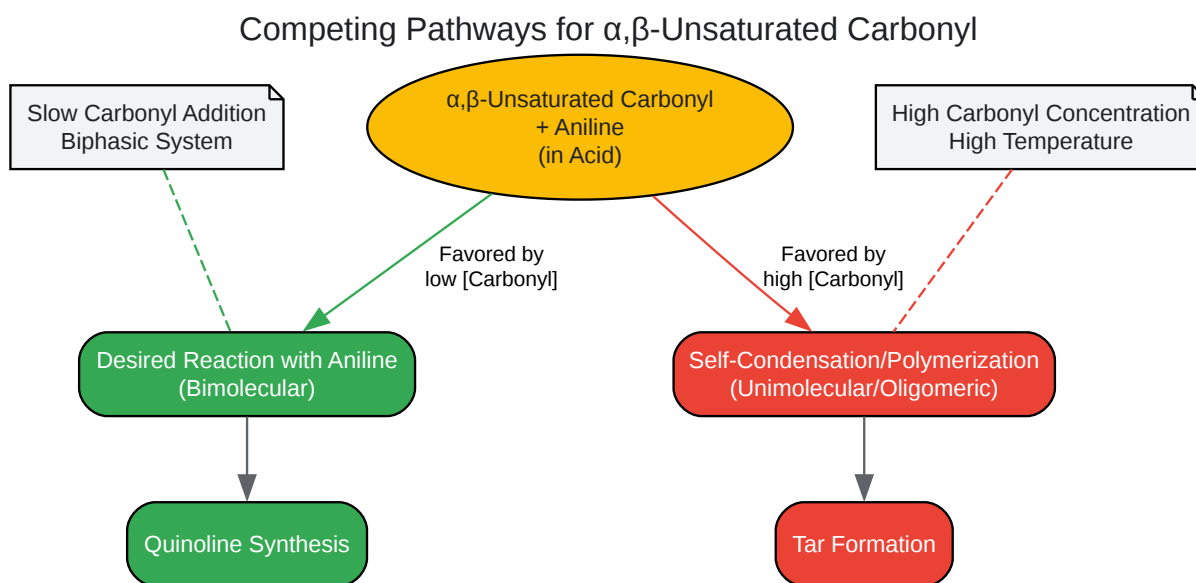 Competing Pathways for α,β-Unsaturated Carbonyl
Slow Carbonyl Addition
Biphasic System
α,β-Unsaturated Carbonyl
+ Aniline
(in Acid)
High Carbonyl Concentration
High Temperature
Favored by
low [Carbonyl]
Favored by
high [Carbonyl]
Desired Reaction with Aniline
(Bimolecular)
Self-Condensation/Polymerization
(Unimolecular/Oligomeric)
Quinoline Synthesis
Tar Formation